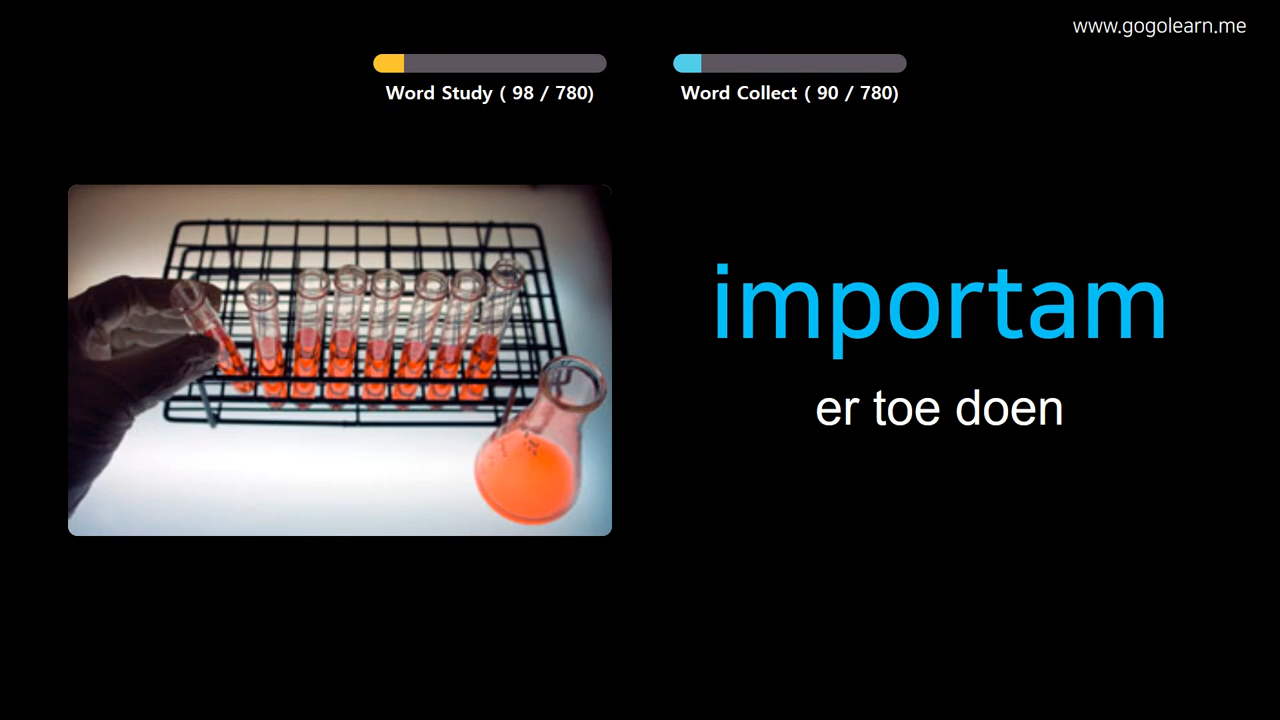 www.gogolearn.me
Word Study ( 98 / 780)
Word Collect ( 90 / 780)
importam
er toe doen